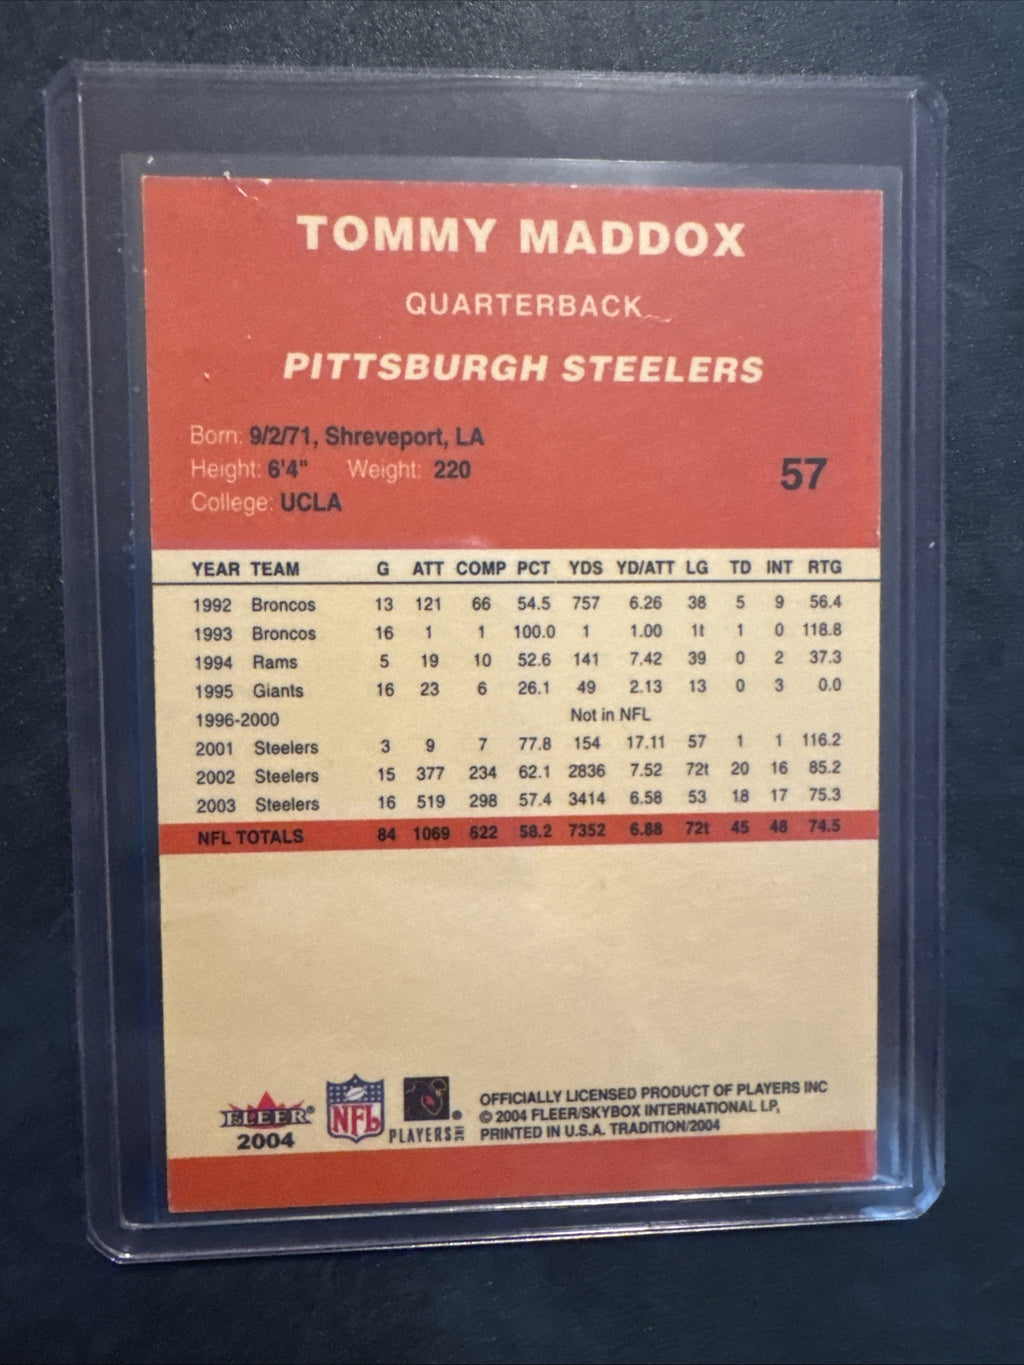 TOMMY MADDOX
QUARTERBACK
PITTSBURGH STEELERS
Born: 9/2/71, Shreveport, LA
Height: 6'4" Weight: 220
College: UCLA
57
YEAR TEAM G ATT COMP PCT YDS YD/ATT LG TD INT RTG
1992 Broncos 13 121 66 54.5 757 6.26 38 5 9 56.4
1993 Broncos 16 1 1 100.0 1 1.00 1t 1 0 118.8
1994 Rams 5 19 10 52.6 141 7.42 39 0 2 37.3
1995 Giants 16 23 6 26.1 49 2.13 13 0 3 0.0
1996-2000 Not in NFL
2001 Steelers 3 9 7 77.8 154 17.11 57 1 1 116.2
2002 Steelers 15 377 234 62.1 2836 7.52 72t 20 16 85.2
2003 Steelers 16 519 298 57.4 3414 6.58 53 18 17 75.3
NFL TOTALS 84 1069 622 58.2 7352 6.88 72t 45 48 74.5
FLEER®
2004
NFL
PLAYERS INC ®
OFFICIALLY LICENSED PRODUCT OF PLAYERS INC
© 2004 FLEER/SKYBOX INTERNATIONAL LP,
PRINTED IN U.S.A. TRADITION/2004